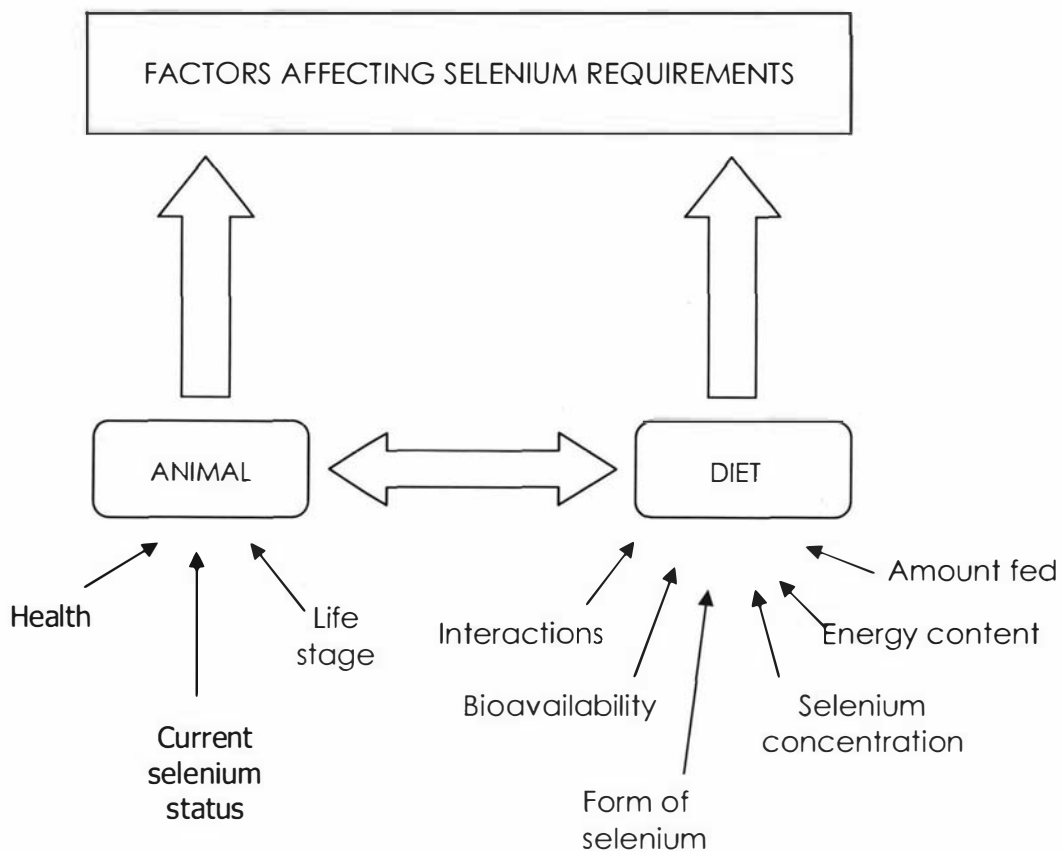 FACTORS AFFECTING SELENIUM REQUIREMENTS
ANIMAL
DIET
Health
Life
stage
Current
selenium
status
Interactions
Bioavailability
Form of
selenium
Selenium
concentration
Energy content
Amount fed